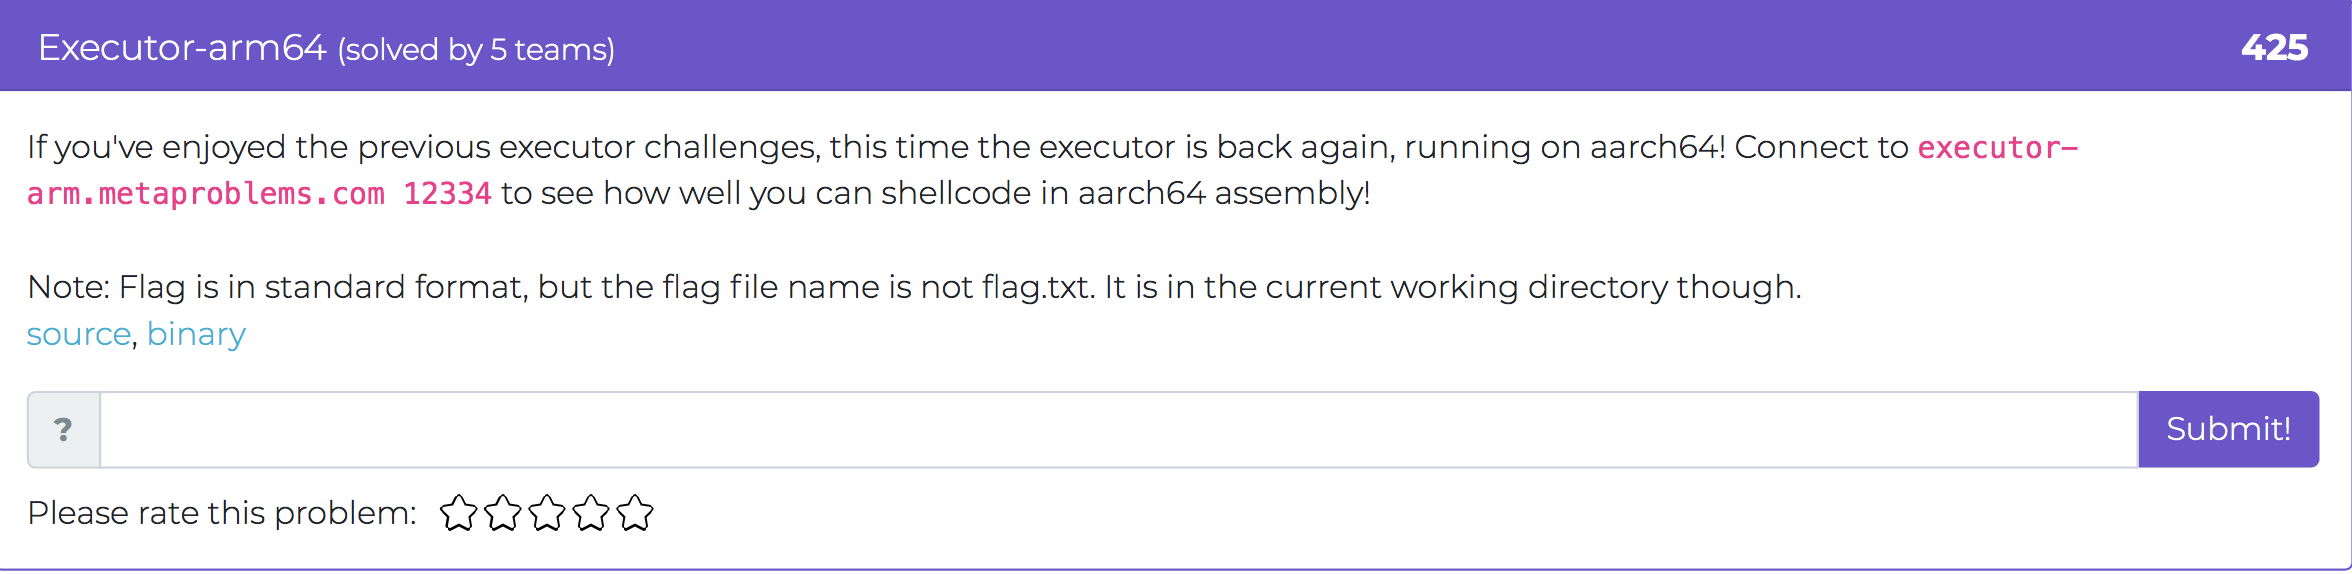 Executor-arm64 (solved by 5 teams) 425
If you've enjoyed the previous executor challenges, this time the executor is back again, running on aarch64! Connect to executor-
arm.metaproblems.com 12334 to see how well you can shellcode in aarch64 assembly!
Note: Flag is in standard format, but the flag file name is not flag.txt. It is in the current working directory though.
source, binary
? Submit!
Please rate this problem: